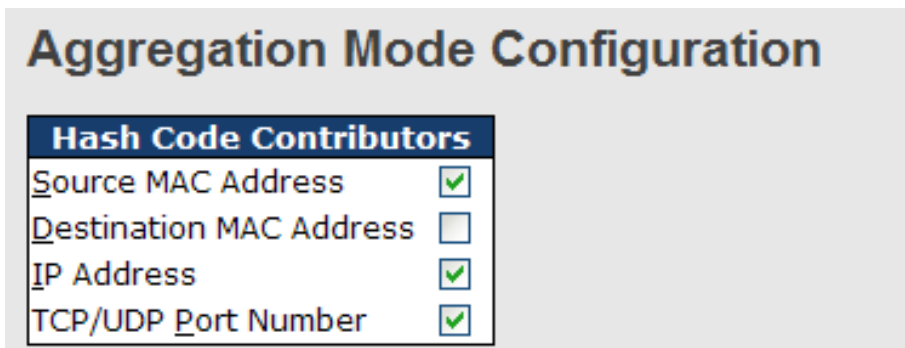 Aggregation Mode Configuration
Hash Code Contributors
Source MAC Address
Destination MAC Address
IP Address
TCP/UDP Port Number